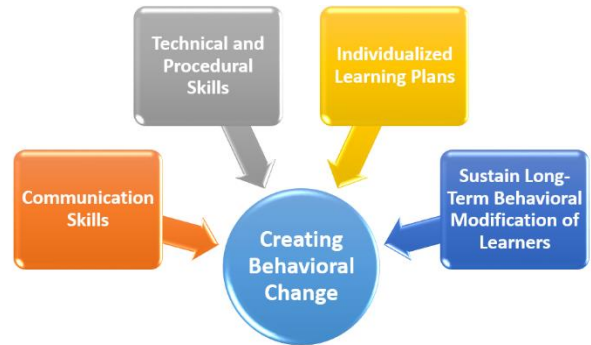 Technical and
Procedural
Skills
Individualized
Learning Plans
Communication
Skills
Sustain Long-
Term Behavioral
Modification of
Learners
Creating
Behavioral
Change